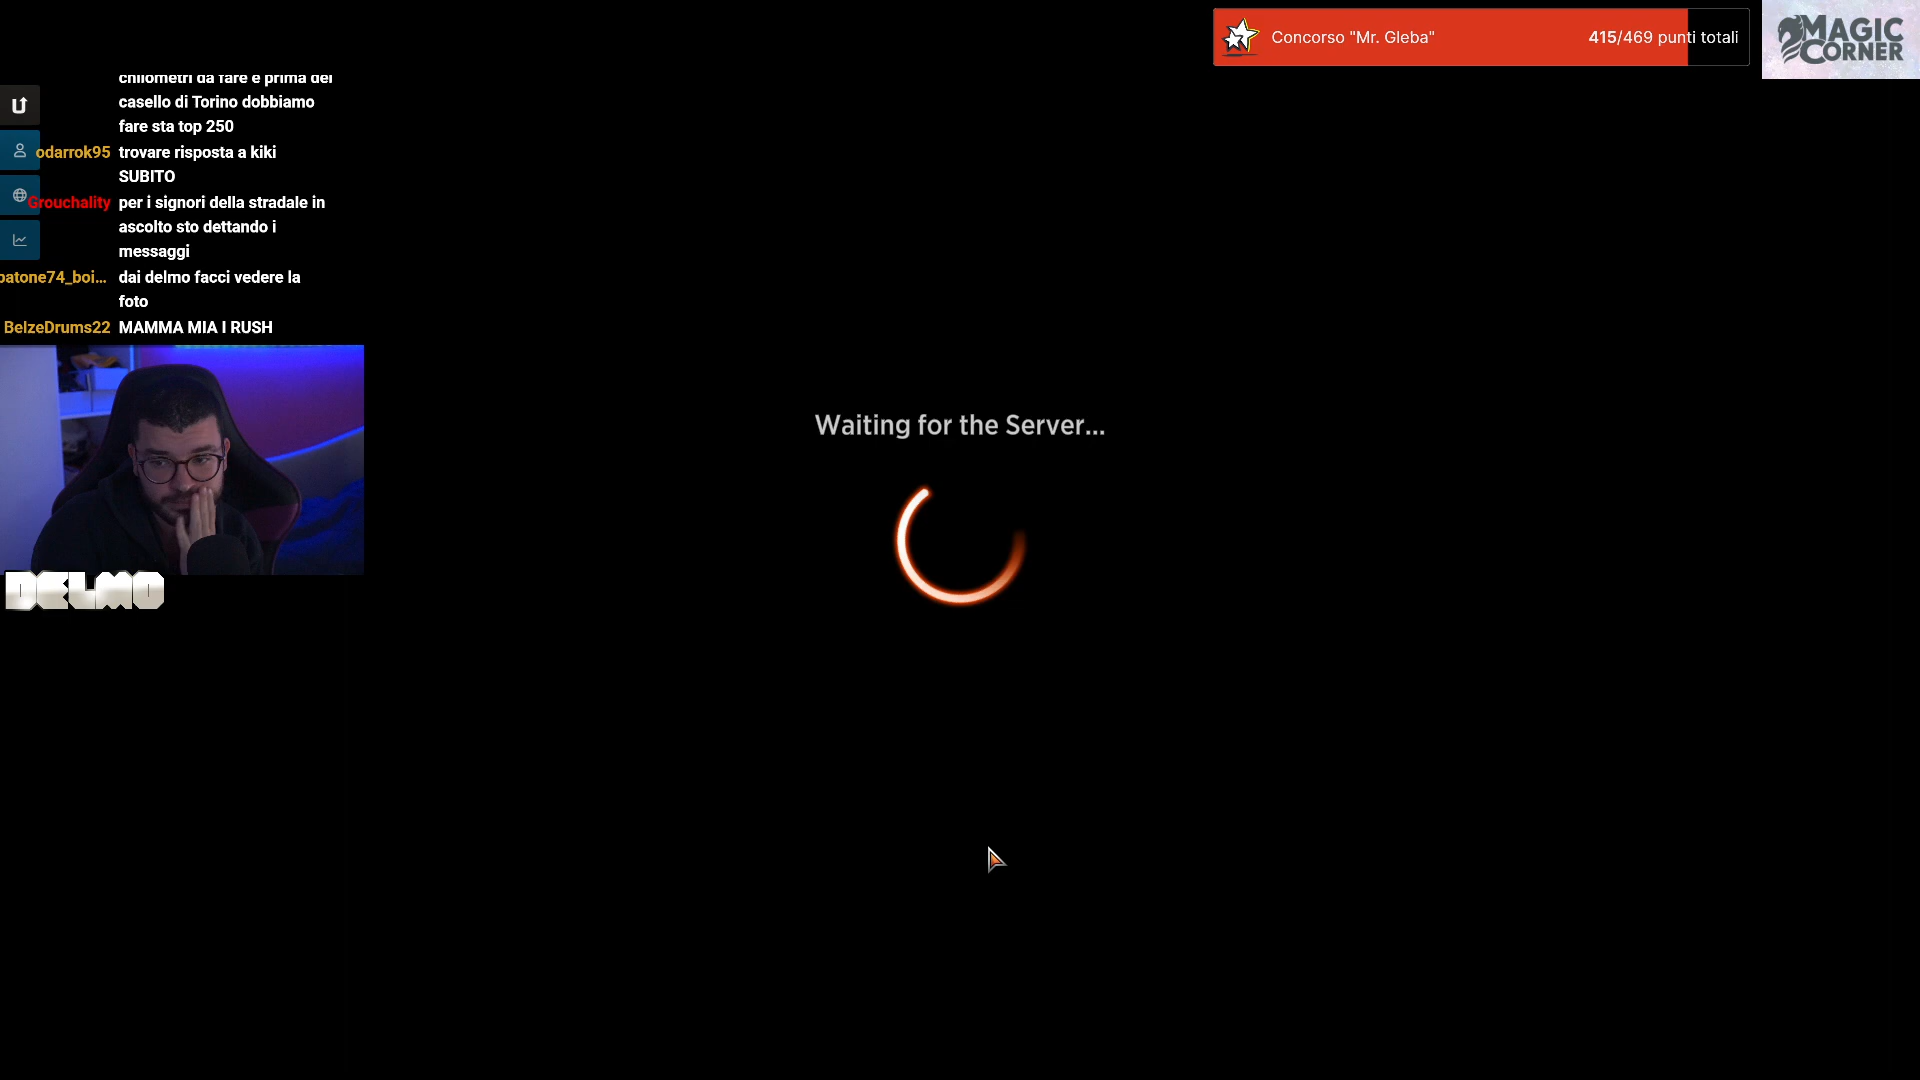 Concorso "Mr. Gleba"
415/469 punti totali
MAGIC
CORNER
chilometri da fare e prima del
casello di Torino dobbiamo
fare sta top 250
odarrok95 trovare risposta a kiki
SUBITO
Grouchality per i signori della stradale in
ascolto sto dettando i
messaggi
patone74_boi... dai delmo facci vedere la
foto
BelzeDrums22 MAMMA MIA I RUSH
Waiting for the Server...
DELMO